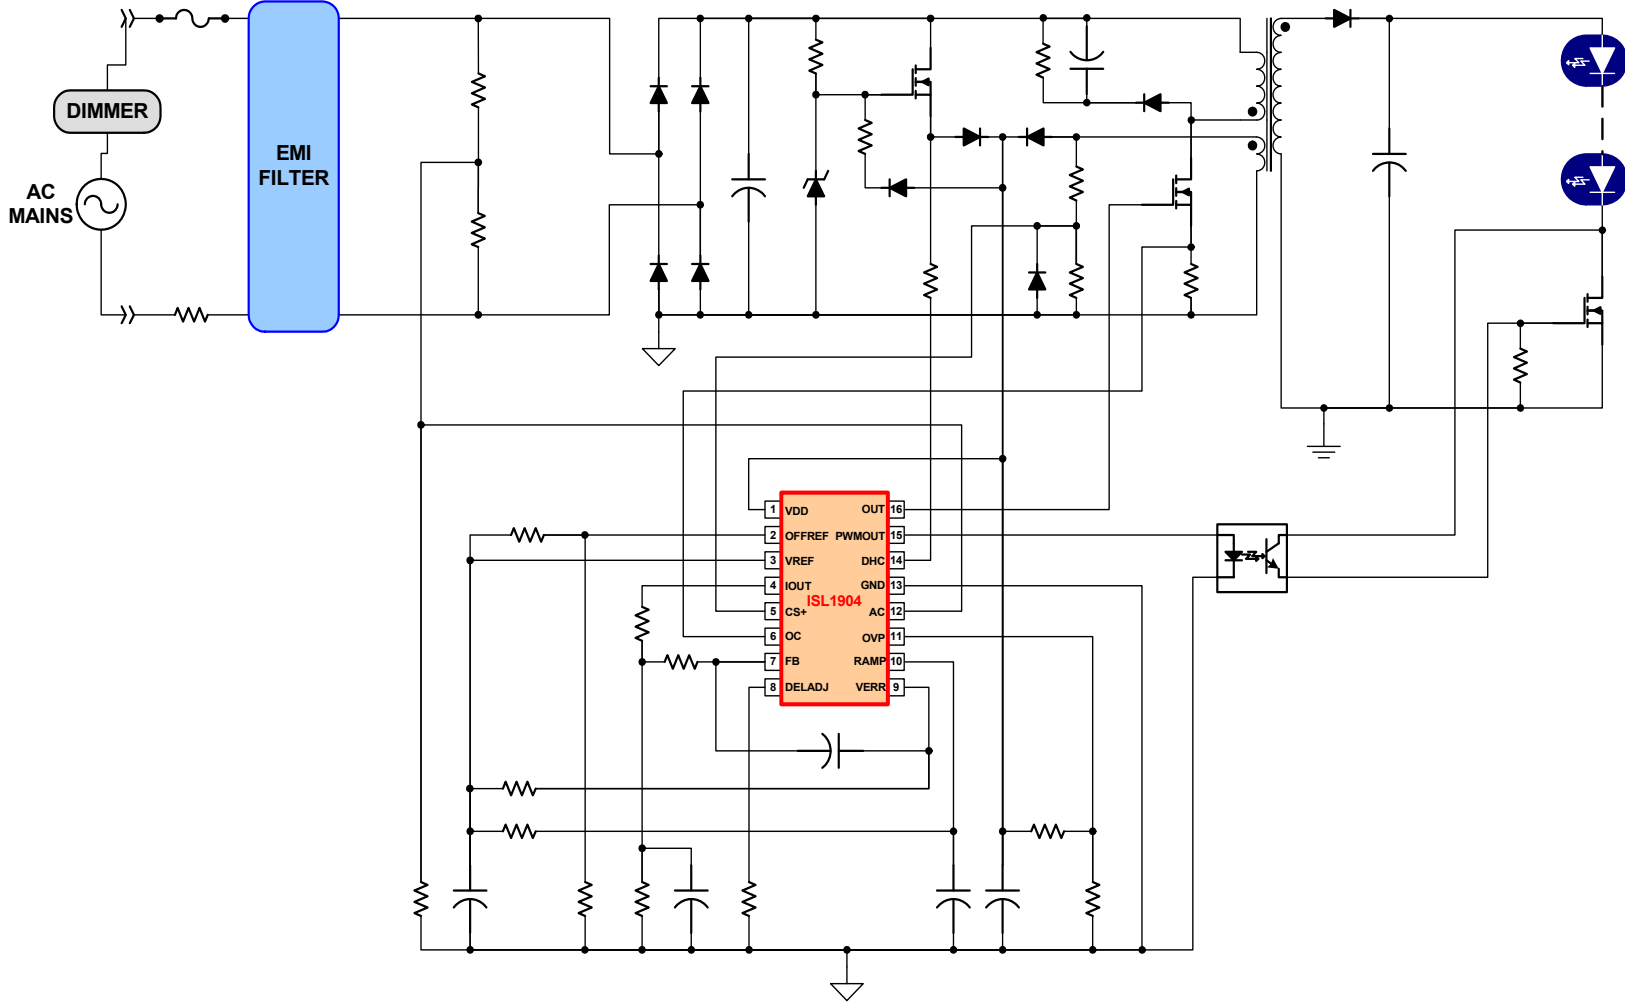 DIMMER
AC
MAINS
EMI
FILTER
1 VDD OUT 16
2 OFFREF PWMOUT 15
3 VREF DHC 14
4 IOUT GND 13
ISL1904
5 CS+ AC 12
6 OC OVP 11
7 FB RAMP 10
8 DELADJ VERR 9